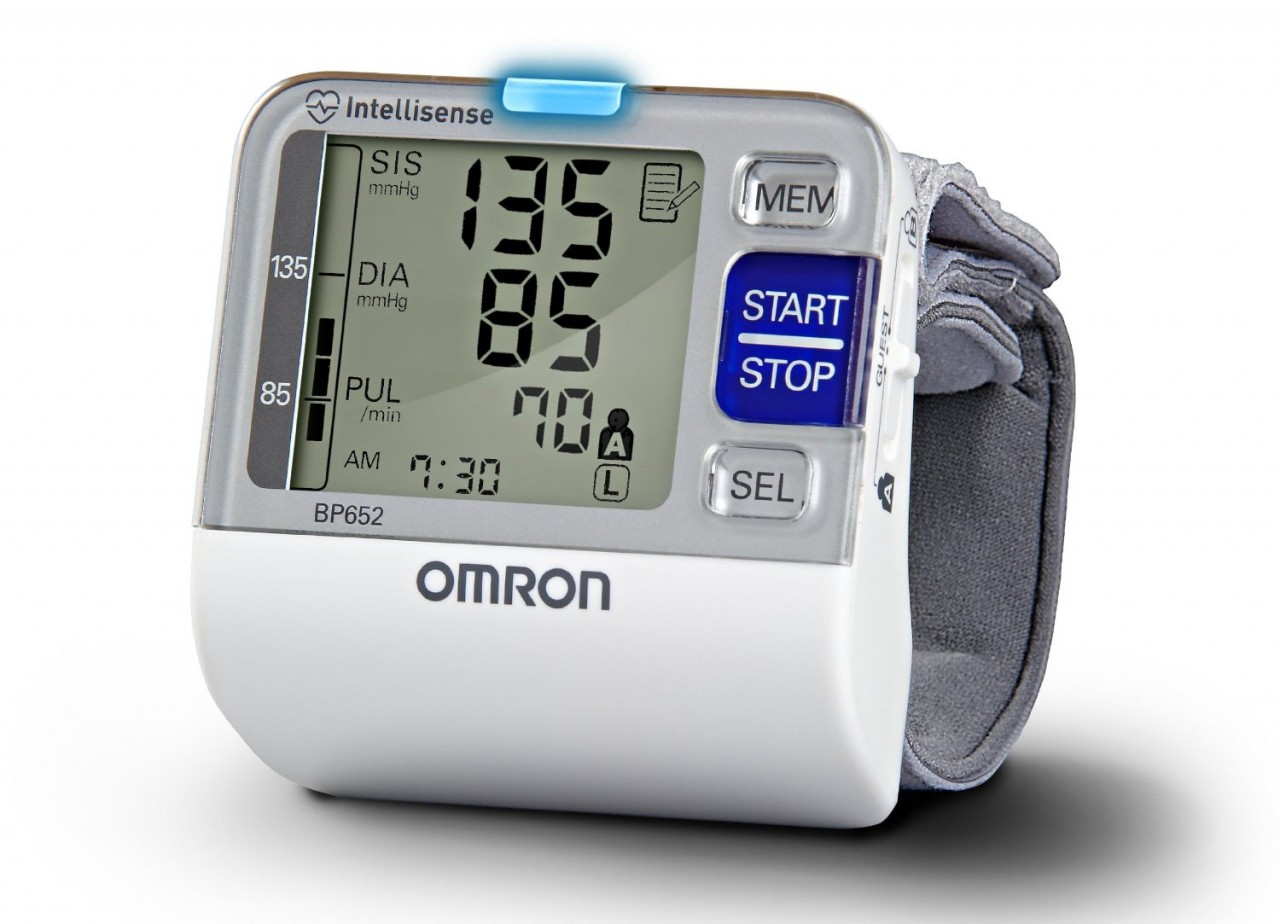 Intellisense
SIS
mmHg
135
MEM
135
DIA
mmHg
85
START
STOP
GUEST
85
PUL
/min
70
A
AM
7:30
L
SEL
A
BP652
OMRON